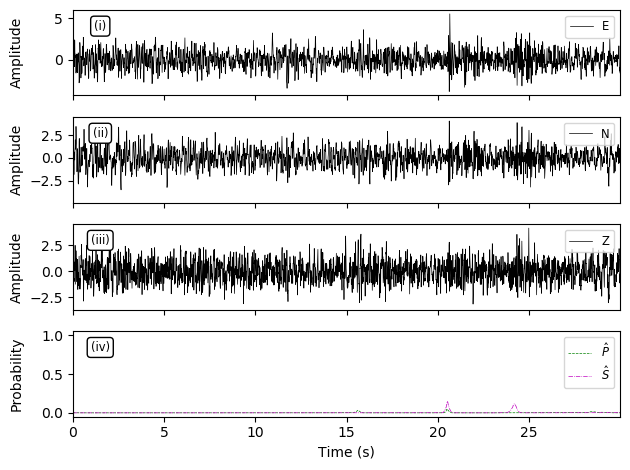 (i)
E
5
0
Amplitude
(ii)
N
2.5
0.0
−2.5
Amplitude
(iii)
Z
2.5
0.0
−2.5
Amplitude
(iv)
P̂
Ŝ
1.0
0.5
0.0
Probability
0 5 10 15 20 25
Time (s)